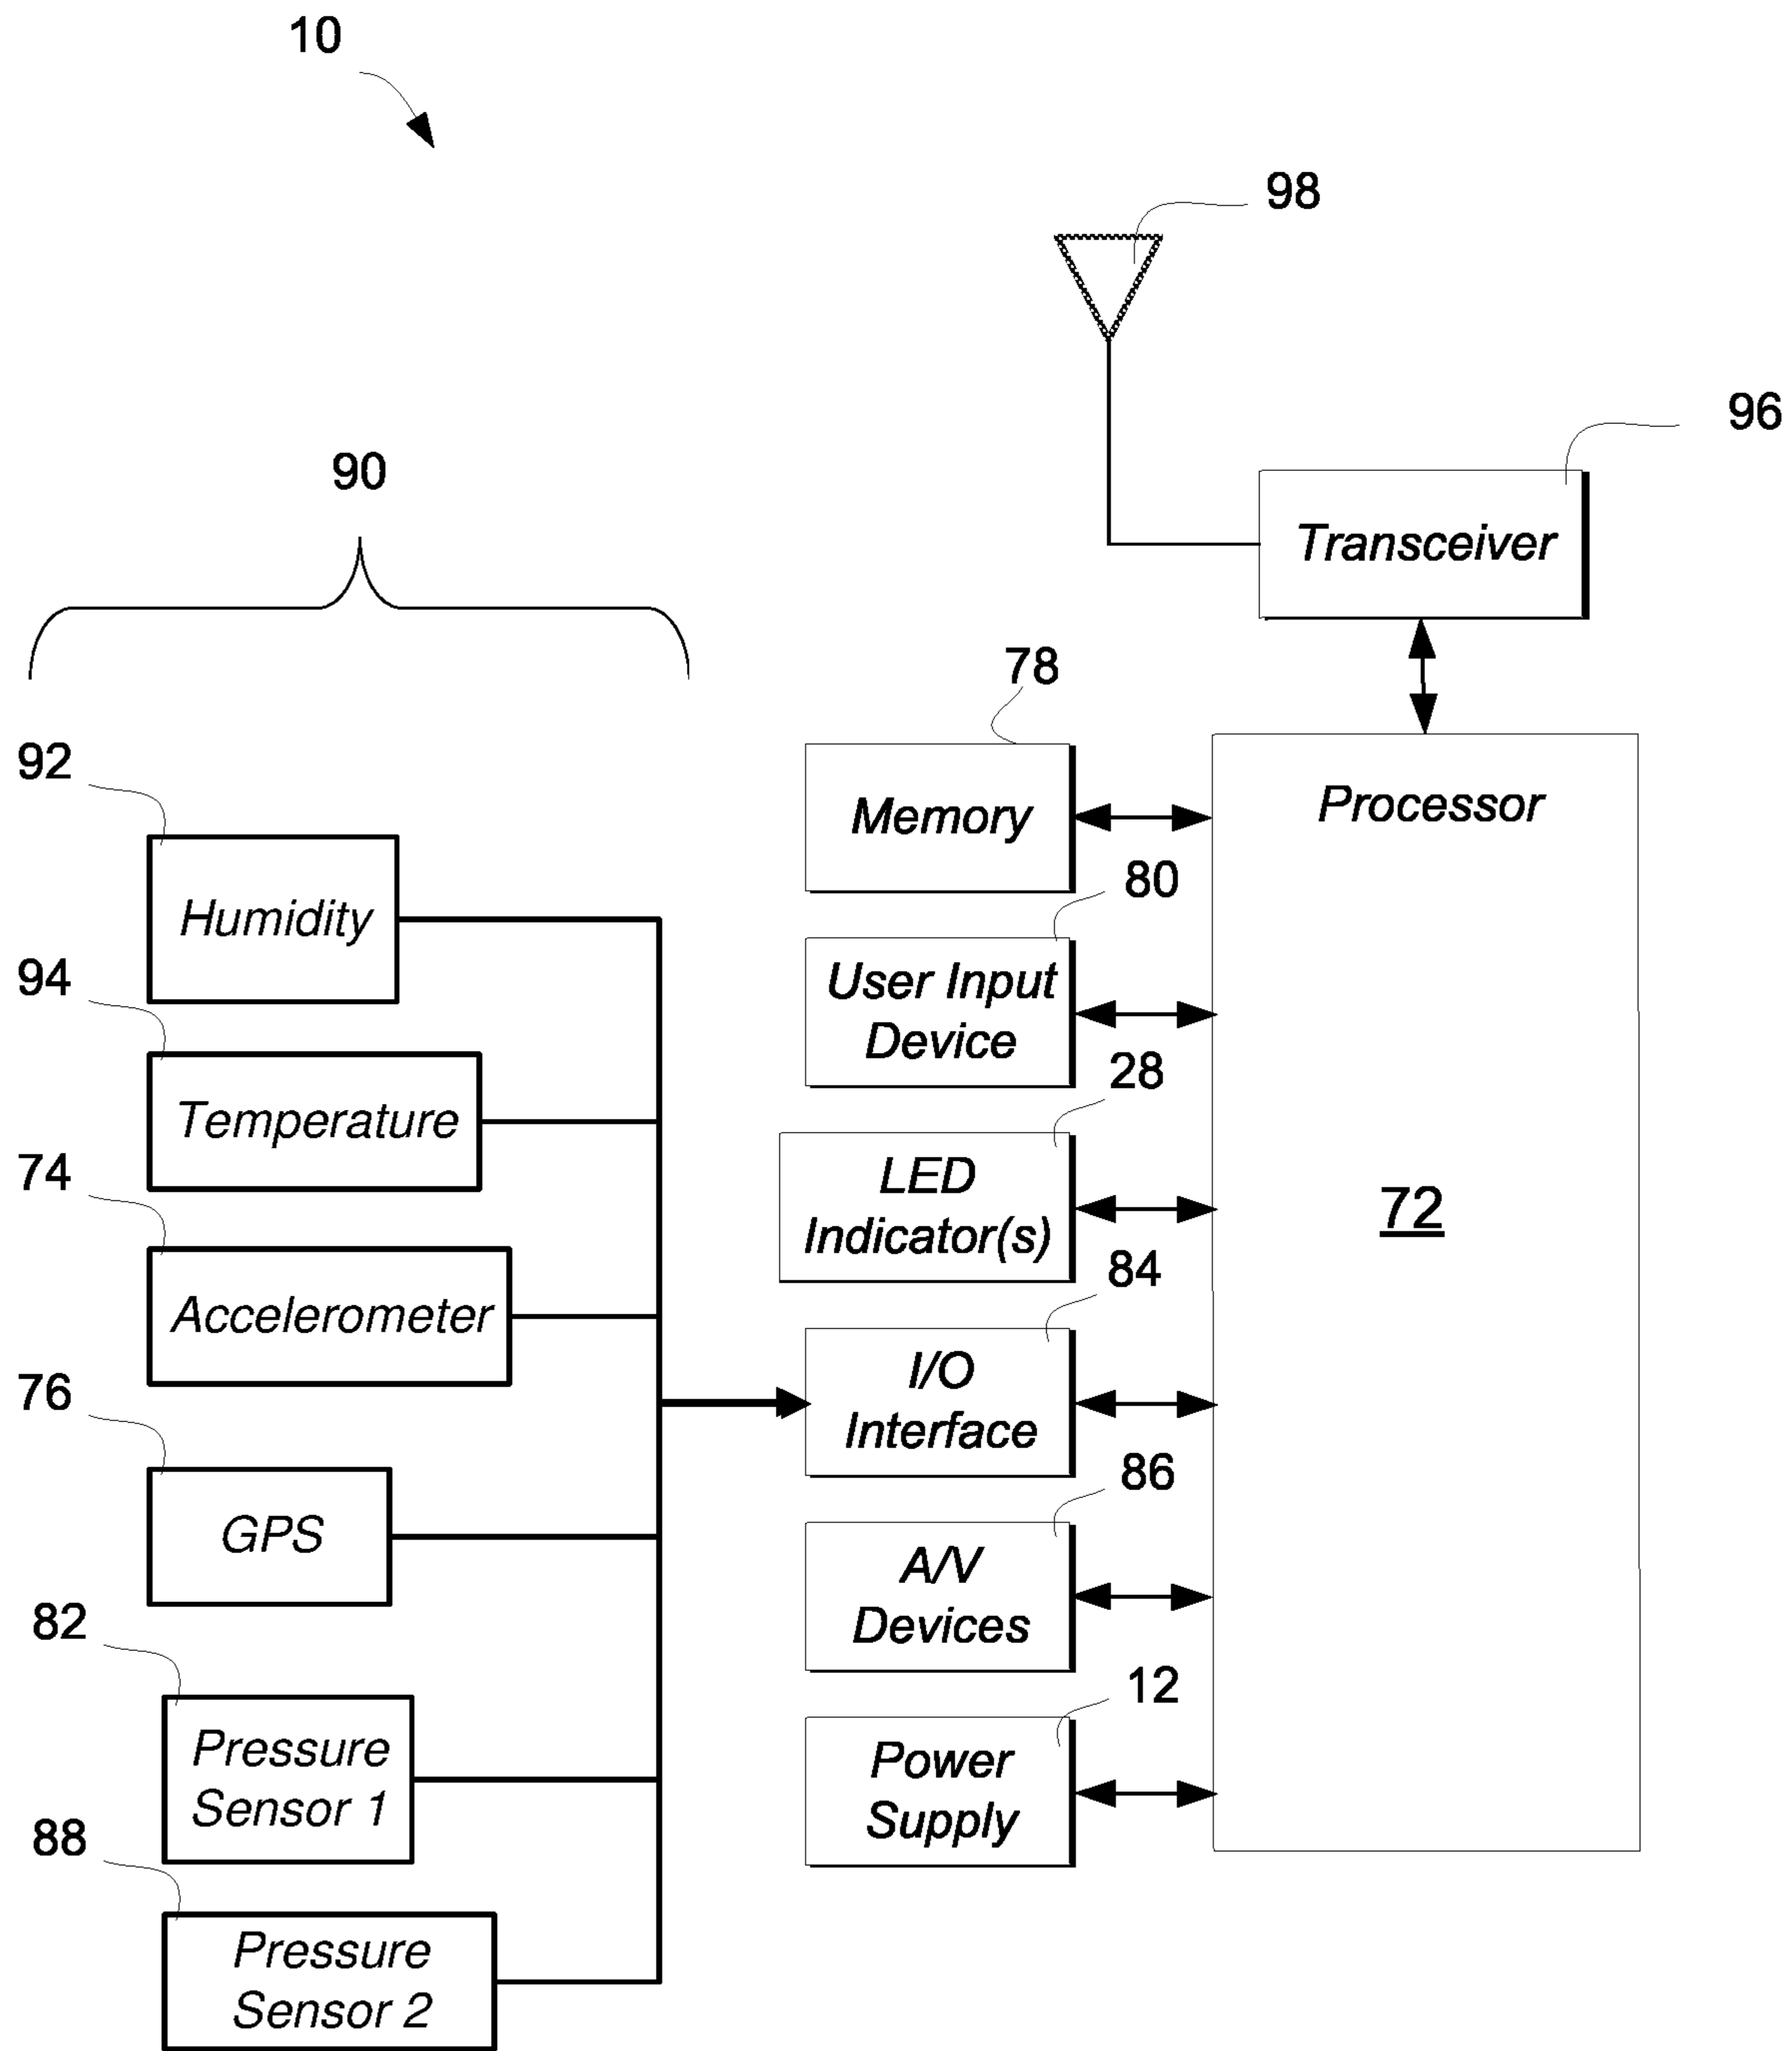 10
98
96
Transceiver
90
78
Memory
Processor
92
Humidity
80
User Input
Device
94
Temperature
28
LED
Indicator(s)
72
74
Accelerometer
84
I/O
Interface
76
GPS
86
A/V
Devices
82
Pressure
Sensor 1
12
Power
Supply
88
Pressure
Sensor 2